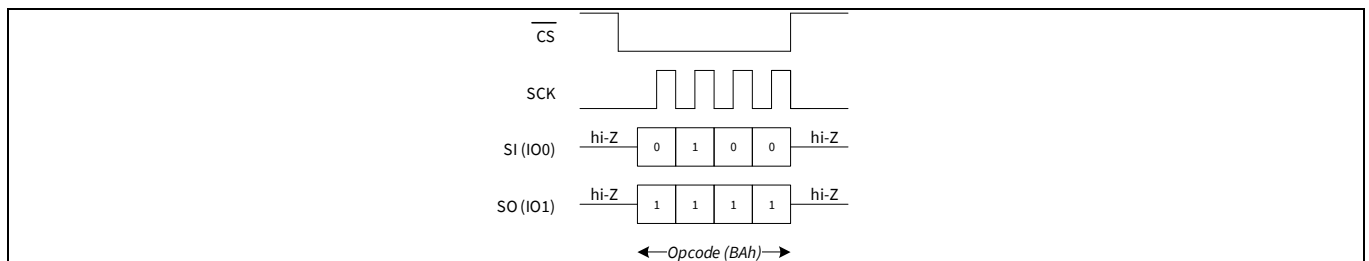 CS
SCK
hi-Z 0 1 0 0 hi-Z
SI (IO0)
hi-Z 1 1 1 1 hi-Z
SO (IO1)
Opcode (BAh)